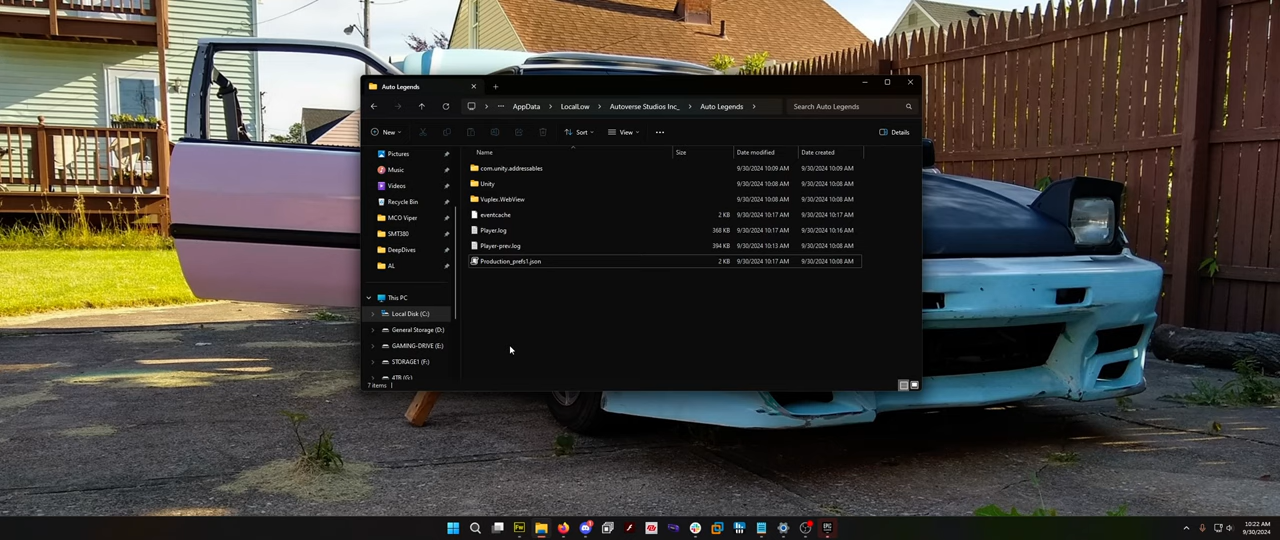 Auto Legends
AppData > LocalLow > Autoverse Studios Inc_ > Auto Legends >
Search Auto Legends
New
Sort
View
Details
Name
Size
Date modified
Date created
Pictures
Music
Videos
Recycle Bin
MCO Viper
SMT380
DeepDives
AL
This PC
Local Disk (C:)
General Storage (D:)
GAMING-DRIVE (E:)
STORAGE1 (F:)
4TB (G:)
com.unity.addressables 9/30/2024 10:09 AM 9/30/2024 10:09 AM
Unity 9/30/2024 10:08 AM 9/30/2024 10:08 AM
Vuplex.WebView 9/30/2024 10:08 AM 9/30/2024 10:08 AM
eventcache 2 KB 9/30/2024 10:17 AM 9/30/2024 10:17 AM
Player.log 368 KB 9/30/2024 10:17 AM 9/30/2024 10:16 AM
Player-prev.log 394 KB 9/30/2024 10:13 AM 9/30/2024 10:08 AM
Production_prefs1.json 2 KB 9/30/2024 10:17 AM 9/30/2024 10:08 AM
7 items
Fw
EPIC
10:22 AM
9/30/2024